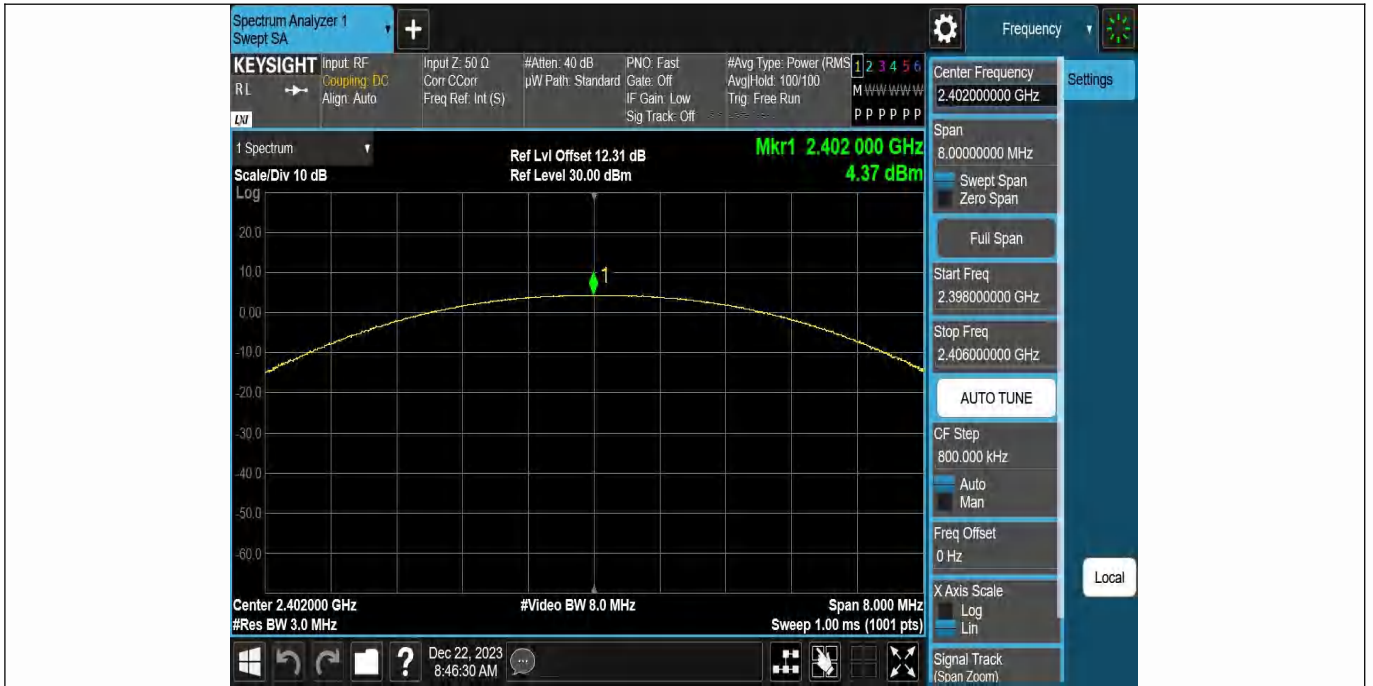 Spectrum Analyzer 1
Swept SA
+
Frequency
KEYSIGHT
RL
LXI
Input: RF
Coupling: DC
Align: Auto
Input Z: 50 Ω
Corr CCorr
Freq Ref: Int (S)
#Atten: 40 dB
µW Path: Standard
PNO: Fast
Gate: Off
IF Gain: Low
Sig Track: Off
#Avg Type: Power (RMS
Avg|Hold: 100/100
Trig: Free Run
1 2 3 4 5 6
M W W W W W
P P P P P P
1 Spectrum
Scale/Div 10 dB
Ref Lvl Offset 12.31 dB
Ref Level 30.00 dBm
Mkr1 2.402 000 GHz
4.37 dBm
Log
20.0
10.0
0.00
-10.0
-20.0
-30.0
-40.0
-50.0
-60.0
1
Center 2.402000 GHz
#Res BW 3.0 MHz
#Video BW 8.0 MHz
Span 8.000 MHz
Sweep 1.00 ms (1001 pts)
Dec 22, 2023
8:46:30 AM
?
Center Frequency
2.402000000 GHz
Settings
Span
8.00000000 MHz
Swept Span
Zero Span
Full Span
Start Freq
2.398000000 GHz
Stop Freq
2.406000000 GHz
AUTO TUNE
CF Step
800.000 kHz
Auto
Man
Freq Offset
0 Hz
X Axis Scale
Log
Lin
Local
Signal Track
(Span Zoom)